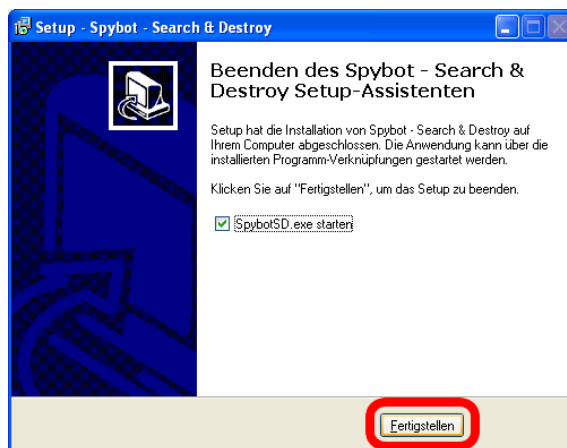 Setup - Spybot - Search & Destroy
Beenden des Spybot - Search &
Destroy Setup-Assistenten
Setup hat die Installation von Spybot - Search & Destroy auf
Ihrem Computer abgeschlossen. Die Anwendung kann über die
installierten Programm-Verknüpfungen gestartet werden.
Klicken Sie auf "Fertigstellen", um das Setup zu beenden.
SpybotSD.exe starten
Fertigstellen